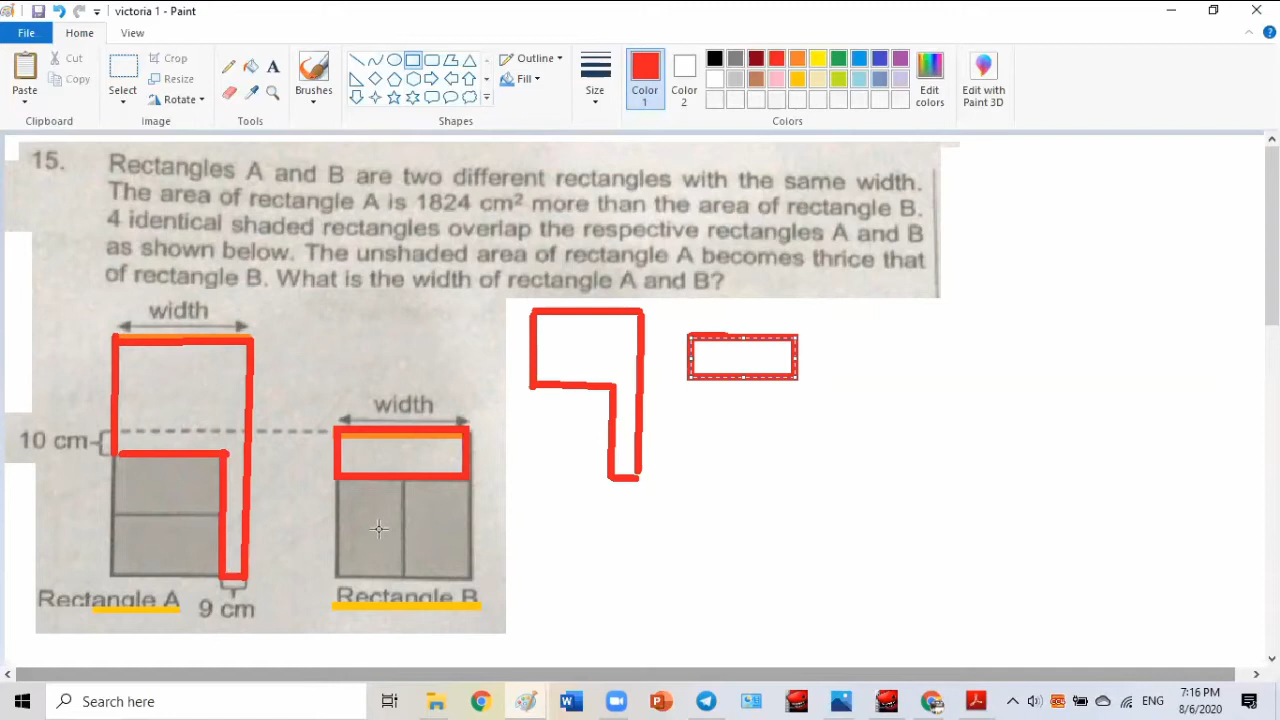 victoria 1 - Paint
File
Home
View
Paste
Cut
Copy
Clipboard
Select
Crop
Resize
Rotate
Image
A
Tools
Brushes
Outline
Fill
Shapes
Size
Color 1
Color 2
Edit colors
Colors
Edit with Paint 3D
15. Rectangles A and B are two different rectangles with the same width.
The area of rectangle A is 1824 cm² more than the area of rectangle B.
4 identical shaded rectangles overlap the respective rectangles A and B
as shown below. The unshaded area of rectangle A becomes thrice that
of rectangle B. What is the width of rectangle A and B?
width
width
10 cm
Rectangle A
9 cm
Rectangle B
Search here
ENG
7:16 PM
8/6/2020